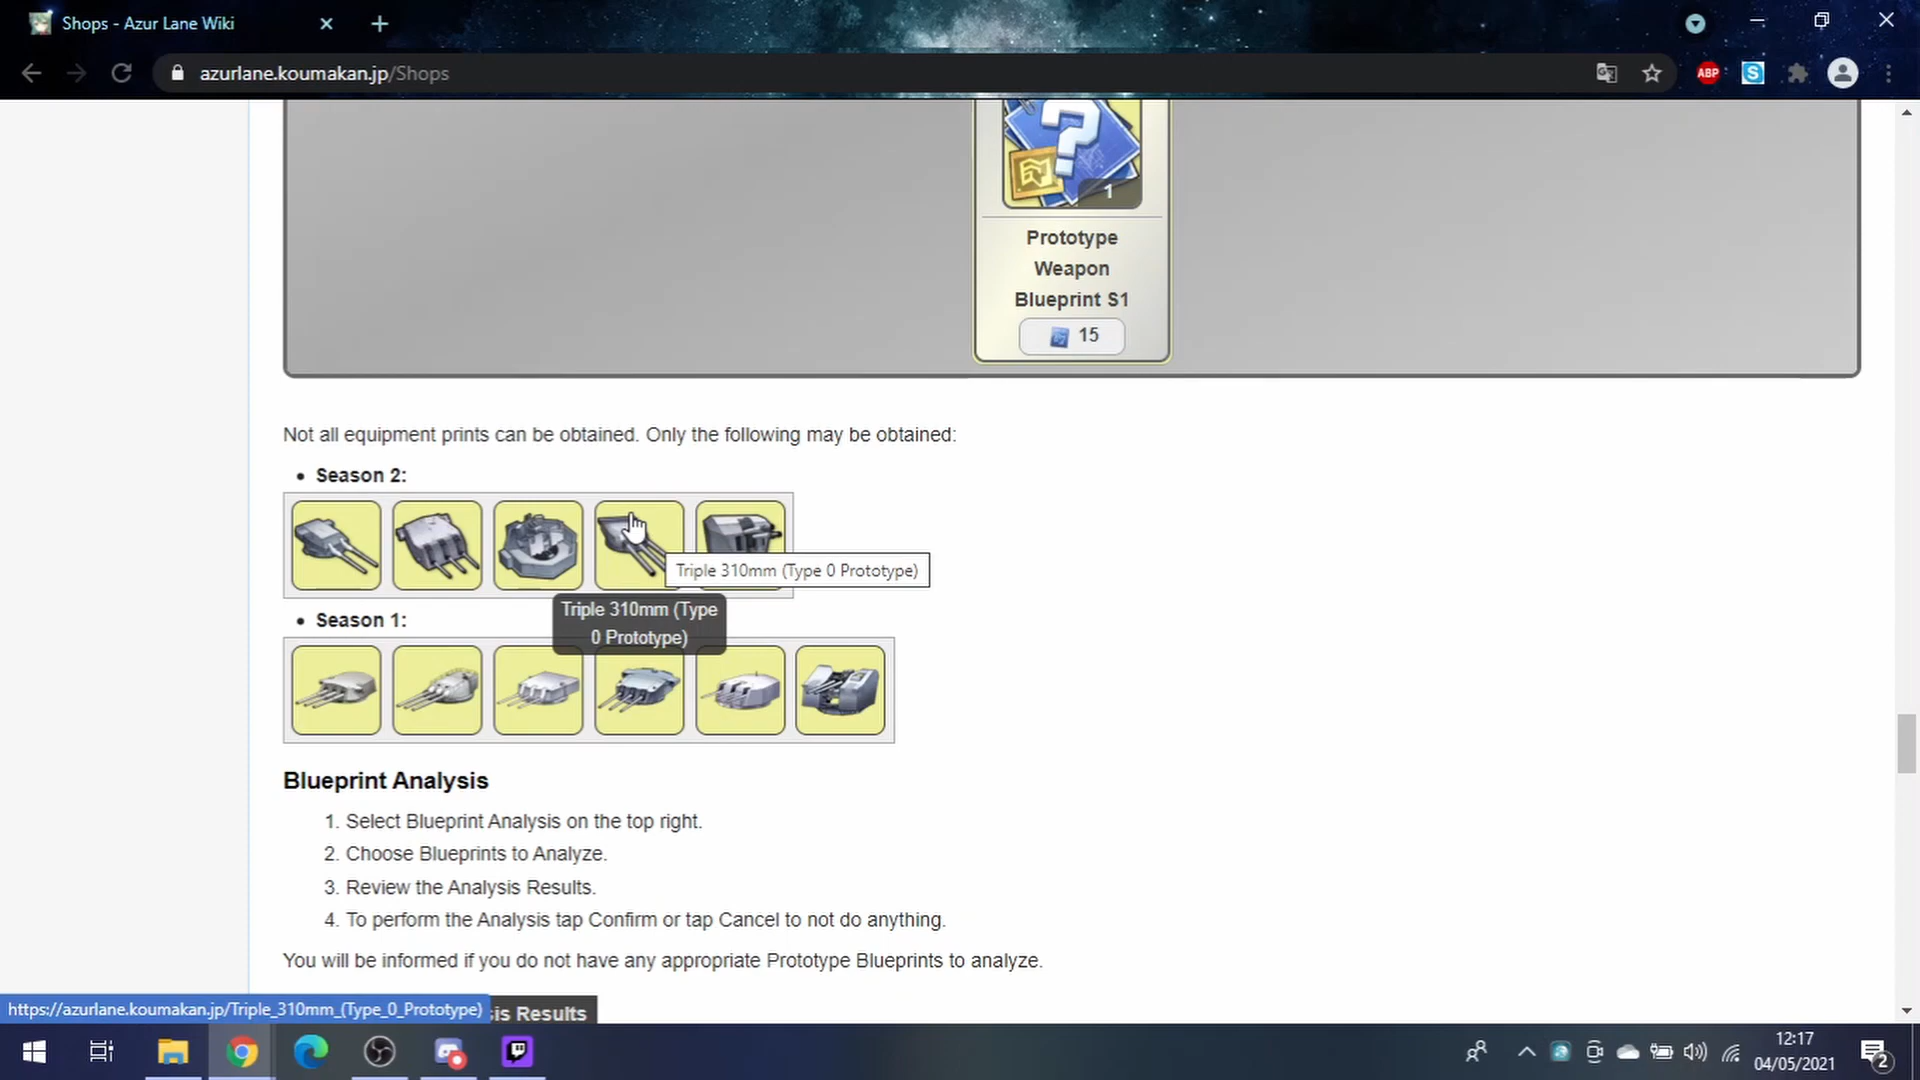 Shops - Azur Lane Wiki
azurlane.koumakan.jp/Shops
ABP
S
?
1
Prototype
Weapon
Blueprint S1
15
Not all equipment prints can be obtained. Only the following may be obtained:
Season 2:
Triple 310mm (Type 0 Prototype)
Triple 310mm (Type
0 Prototype)
Season 1:
Blueprint Analysis
1. Select Blueprint Analysis on the top right.
2. Choose Blueprints to Analyze.
3. Review the Analysis Results.
4. To perform the Analysis tap Confirm or tap Cancel to not do anything.
You will be informed if you do not have any appropriate Prototype Blueprints to analyze.
https://azurlane.koumakan.jp/Triple_310mm_(Type_0_Prototype)
sis Results
12:17
04/05/2021
2